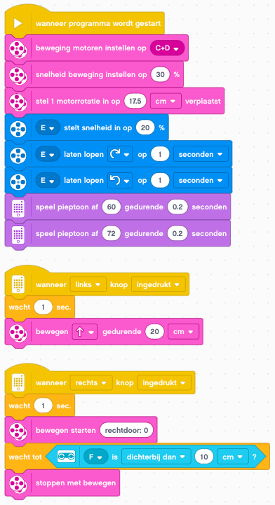 wanneer programma wordt gestart
beweging motoren instellen op C+D
snelheid beweging instellen op 30 %
stel 1 motorrotatie in op 17.5 cm verplaatst
E stelt snelheid in op 20 %
E laten lopen op 1 seconden
E laten lopen op 1 seconden
speel pieptoon af 60 gedurende 0.2 seconden
speel pieptoon af 72 gedurende 0.2 seconden
wanneer links knop ingedrukt
wacht 1 sec.
bewegen gedurende 20 cm
wanneer rechts knop ingedrukt
wacht 1 sec.
bewegen starten rechtdoor: 0
wacht tot F is dichterbij dan 10 cm ?
stoppen met bewegen